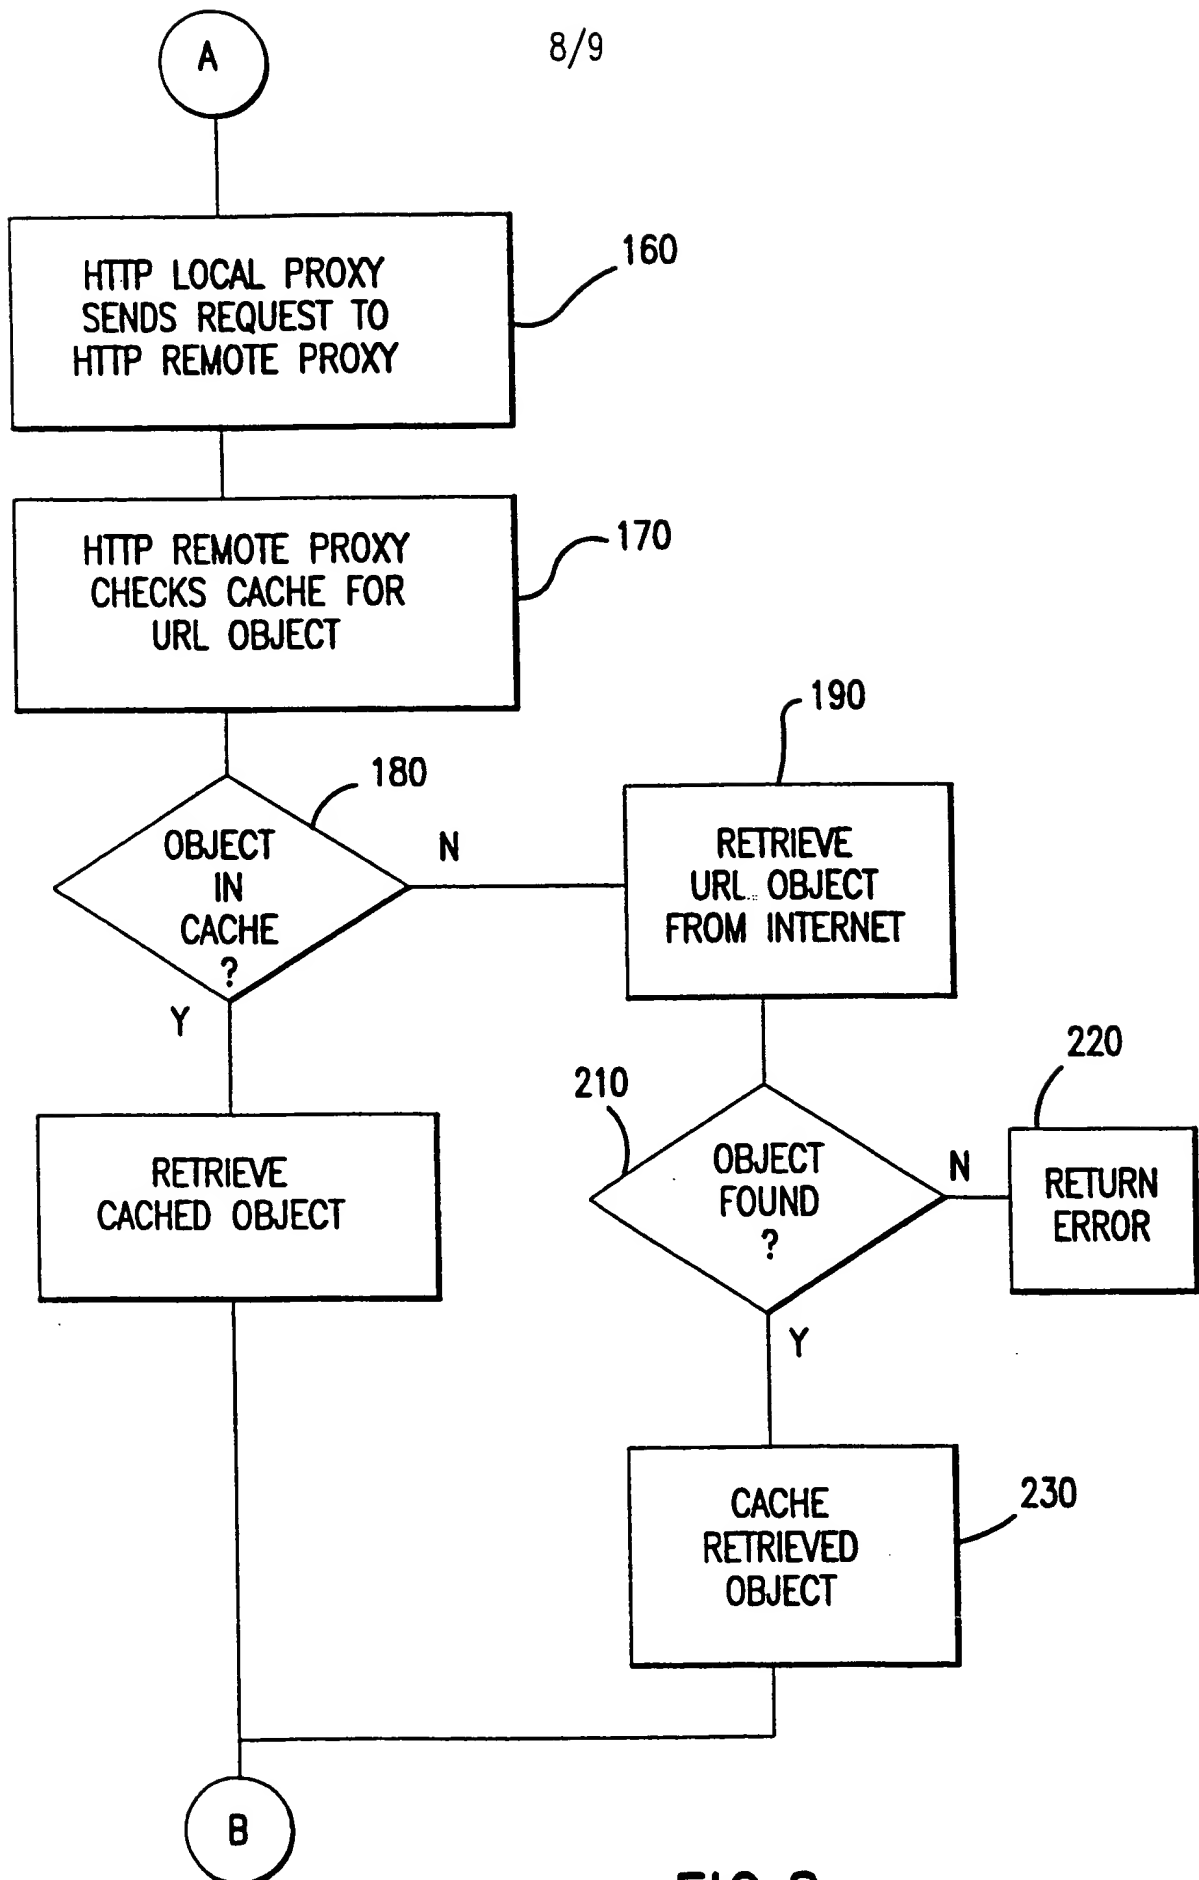 A
8/9
HTTP LOCAL PROXY
SENDS REQUEST TO
HTTP REMOTE PROXY
160
HTTP REMOTE PROXY
CHECKS CACHE FOR
URL OBJECT
170
180
OBJECT
IN
CACHE
?
N
Y
190
RETRIEVE
URL OBJECT
FROM INTERNET
RETRIEVE
CACHED OBJECT
210
OBJECT
FOUND
?
N
Y
220
RETURN
ERROR
CACHE
RETRIEVED
OBJECT
230
B